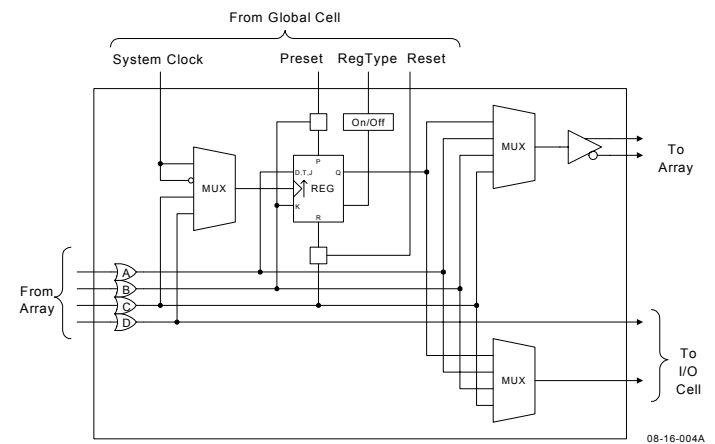 From Global Cell
System Clock
Preset
RegType
Reset
On/Off
MUX
P
D,T,J
Q
REG
K
R
MUX
To
Array
From
Array
A
B
C
D
MUX
To
I/O
Cell
08-16-004A